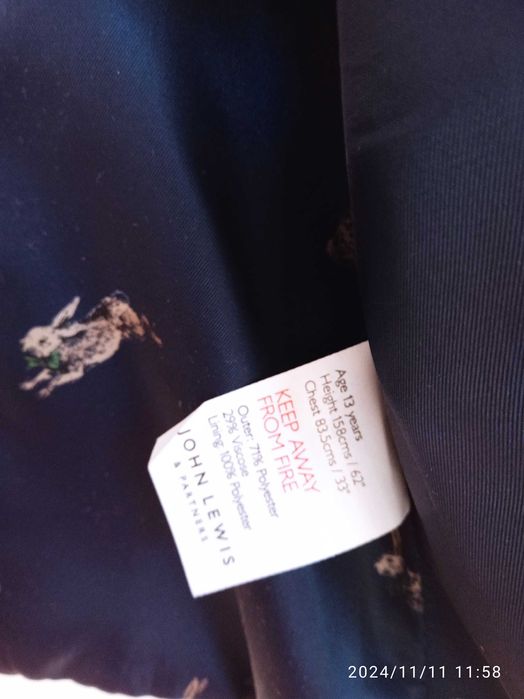 Age 13 years
Height 158cms / 62"
Chest 83.5cms / 33"
KEEP AWAY
FROM FIRE
Outer: 71% Polyester
29% Viscose
Lining: 100% Polyester
JOHN LEWIS
& PARTNERS
2024/11/11 11:58